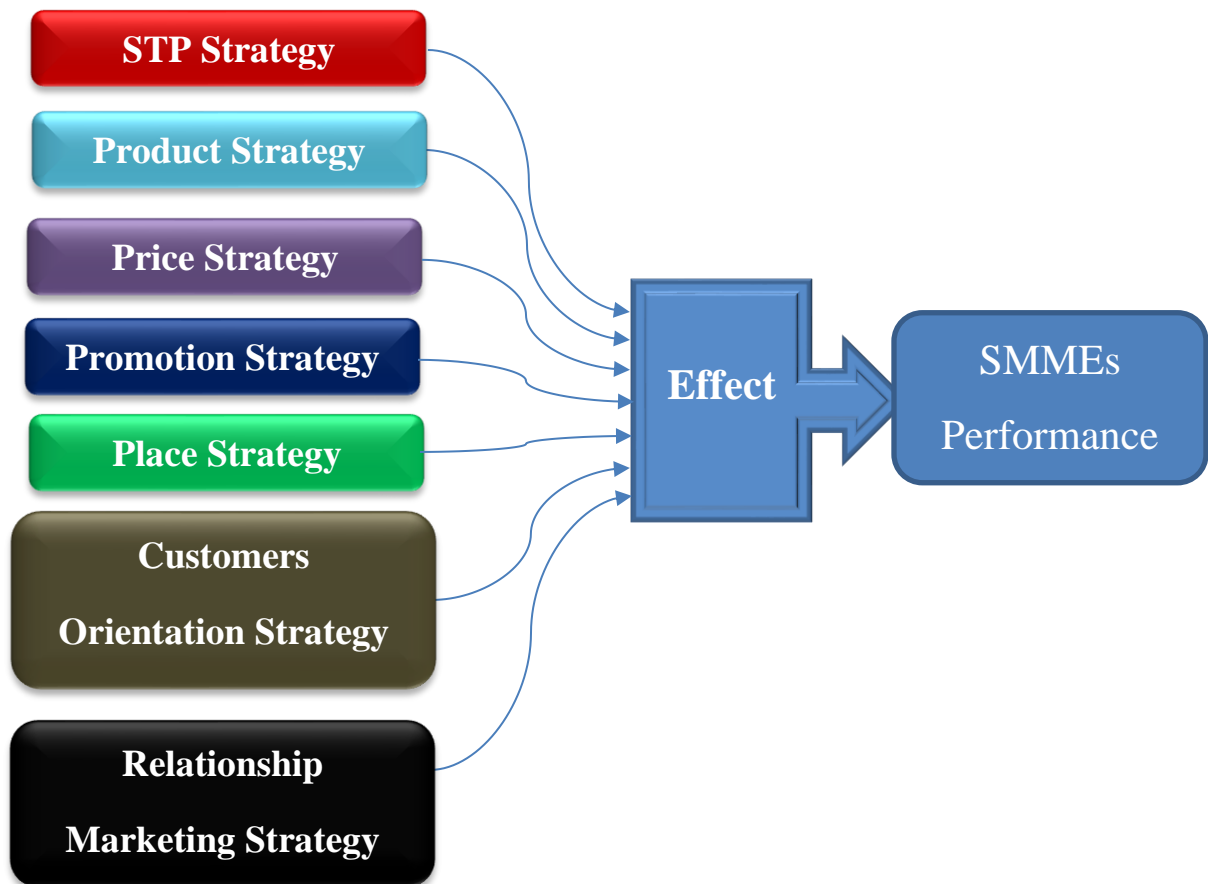 STP Strategy
Product Strategy
Price Strategy
Promotion Strategy
Place Strategy
Customers
Orientation Strategy
Relationship
Marketing Strategy
Effect
SMMEs
Performance